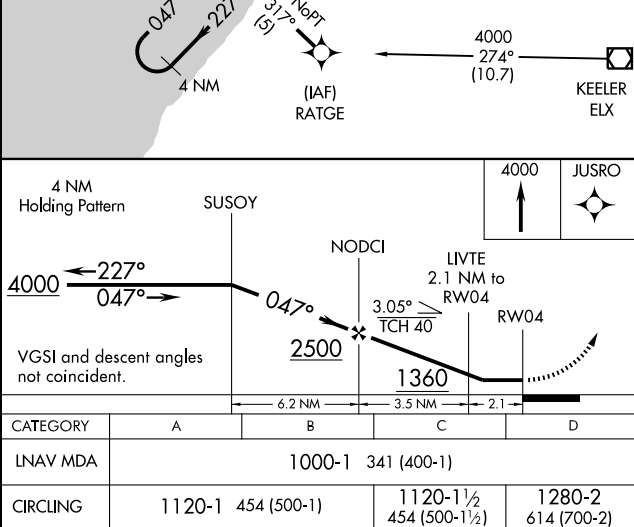 047°
227°
4 NM
317° NoPT
(5)
(IAF)
RATGE
4000
274°
(10.7)
KEELER
ELX
4 NM
Holding Pattern
SUSOY
NODCI
LIVTE
2.1 NM to
RW04
RW04
4000
JUSRO
4000
227°
047°
047°
2500
3.05°
TCH 40
1360
VGSI and descent angles
not coincident.
6.2 NM
3.5 NM
2.1
CATEGORY A B C D
LNAV MDA 1000-1 341 (400-1)
CIRCLING 1120-1 454 (500-1)
1120-1½
454 (500-1½)
1280-2
614 (700-2)